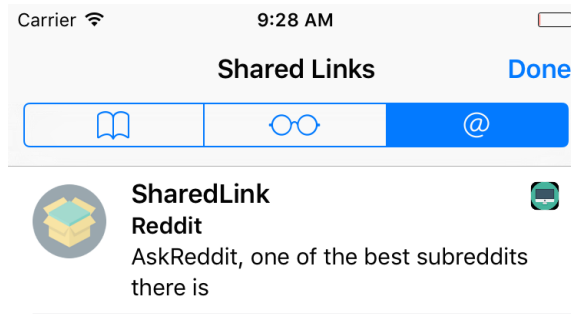 Carrier 9:28 AM
Shared Links Done
@
SharedLink
Reddit
AskReddit, one of the best subreddits
there is